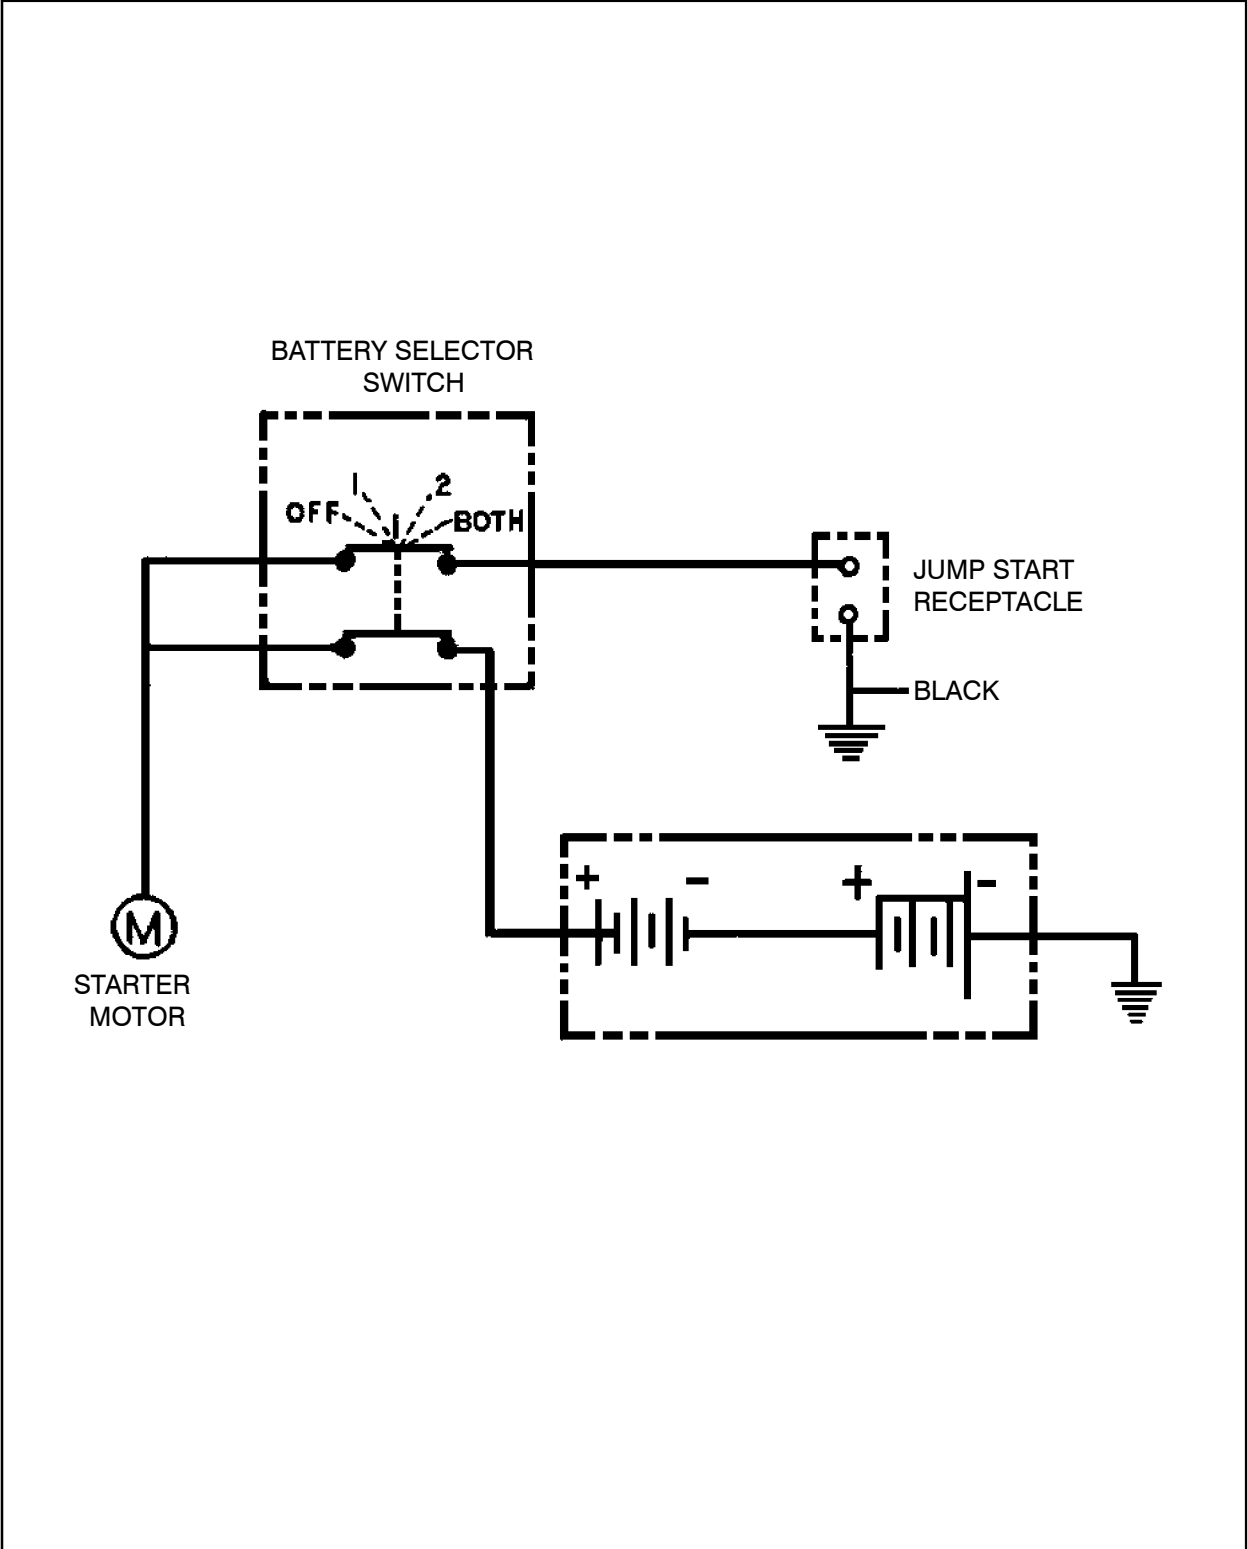 BATTERY SELECTOR
SWITCH
1
2
OFF
BOTH
JUMP START
RECEPTACLE
BLACK
+
-
+
-
M
STARTER
MOTOR